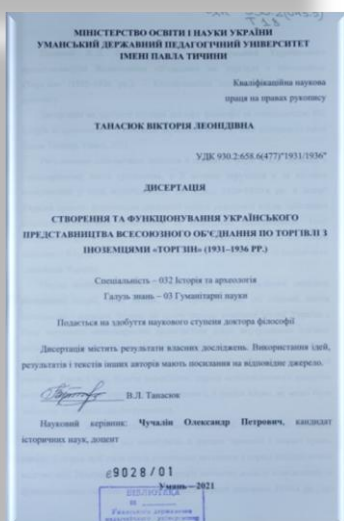 МІНІСТЕРСТВО ОСВІТИ І НАУКИ УКРАЇНИ
УМАНСЬКИЙ ДЕРЖАВНИЙ ПЕДАГОГІЧНИЙ УНІВЕРСИТЕТ
ІМЕНІ ПАВЛА ТИЧИНИ
Кваліфікаційна наукова
праця на правах рукопису
ТАНАСЮК ВІКТОРІЯ ЛЕОНІДІВНА
УДК 930.2:658.6(477)"1931/1936"
ДИСЕРТАЦІЯ
СТВОРЕННЯ ТА ФУНКЦІОНУВАННЯ УКРАЇНСЬКОГО
ПРЕДСТАВНИЦТВА ВСЕСОЮЗНОГО ОБ'ЄДНАННЯ ПО ТОРГІВЛІ З
ІНОЗЕМЦЯМИ «ТОРГЗІН» (1931–1936 РР.)
Спеціальність – 032 Історія та археологія
Галузь знань – 03 Гуманітарні науки
Подається на здобуття наукового ступеня доктора філософії
Дисертація містить результати власних досліджень. Використання ідей,
результатів і текстів інших авторів мають посилання на відповідне джерело.
В.Л. Танасюк
Науковий керівник: Чучалін Олександр Петрович, кандидат
історичних наук, доцент
є9028/01
Умань – 2021
БІБЛІОТЕКА